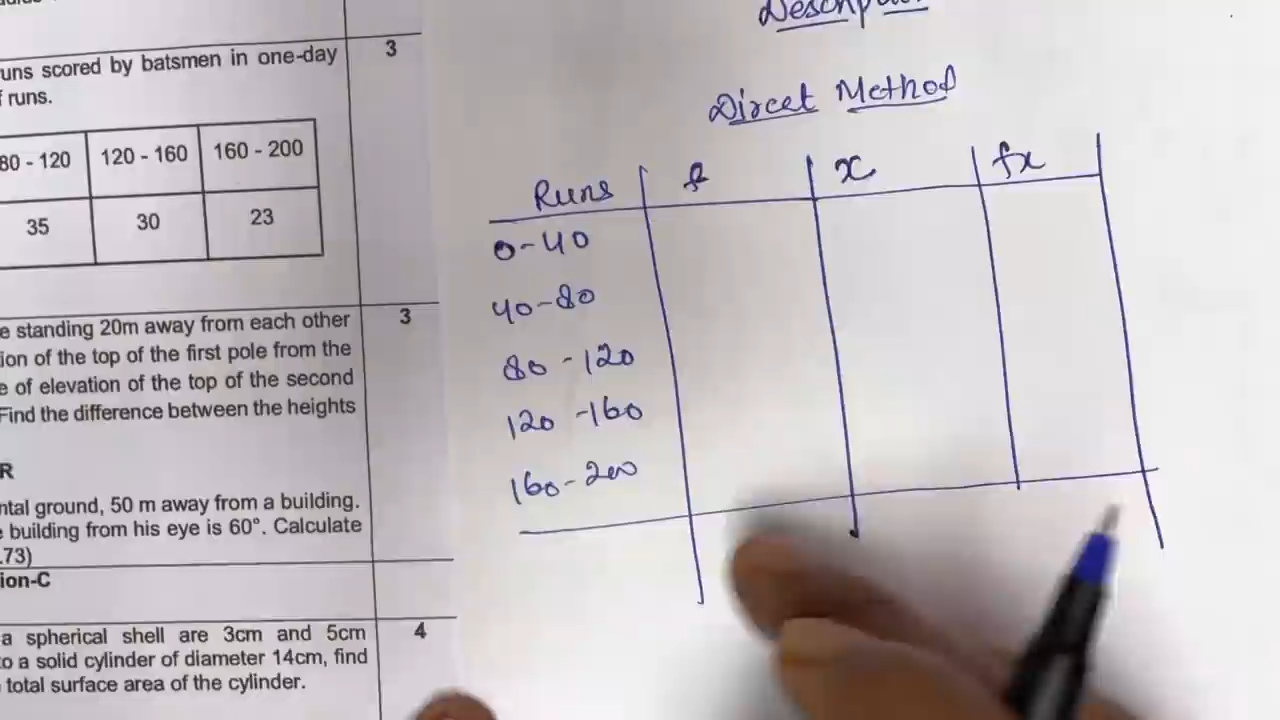 uns scored by batsmen in one-day
3
f runs.
80 - 120 120 - 160 160 - 200
35 30 23
e standing 20m away from each other
3
ion of the top of the first pole from the
e of elevation of the top of the second
Find the difference between the heights
R
ntal ground, 50 m away from a building.
e building from his eye is 60°. Calculate
.73)
ion-C
a spherical shell are 3cm and 5cm
4
o a solid cylinder of diameter 14cm, find
total surface area of the cylinder.
Direct Method
Runs f x fx
0-40
40-80
80-120
120-160
160-200